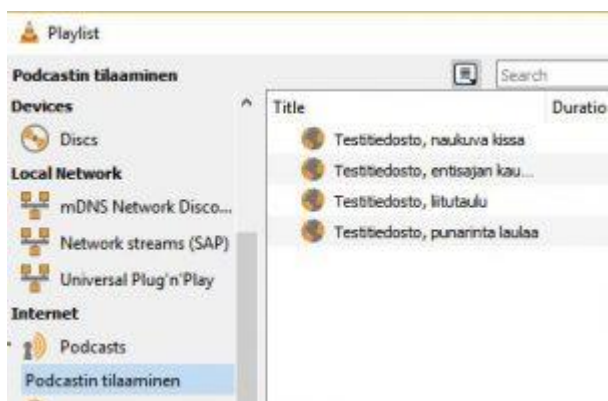 Playlist
Podcastin tilaaminen
Search
Devices
Discs
Local Network
mDNS Network Disco...
Network streams (SAP)
Universal Plug'n'Play
Internet
Podcasts
Podcastin tilaaminen
Title Duratio
Testitiedosto, naukuva kissa
Testitiedosto, entisajan kau...
Testitiedosto, liitutaulu
Testitiedosto, punarinta laulaa